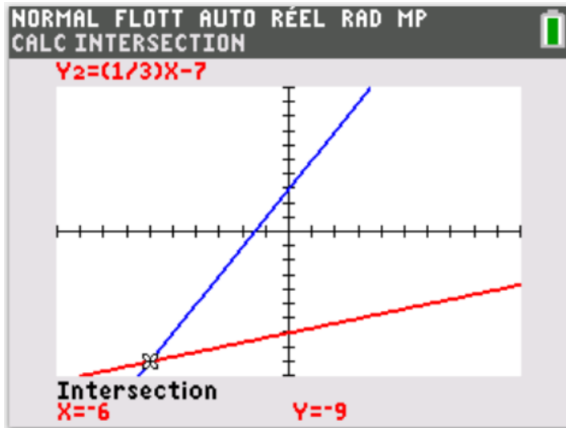 NORMAL FLOTT AUTO RÉEL RAD MP
CALC INTERSECTION
Y₂=(1/3)X-7
Intersection
X=⁻6 Y=⁻9